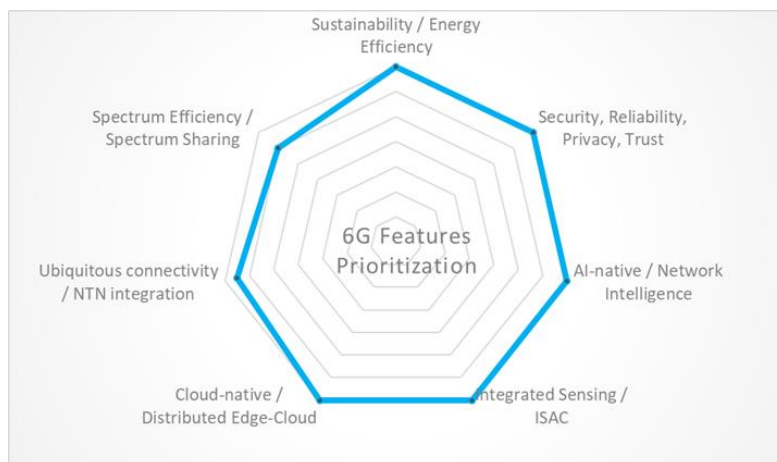 Sustainability / Energy
Efficiency
Security, Reliability,
Privacy, Trust
AI-native / Network
Intelligence
Integrated Sensing /
ISAC
Cloud-native /
Distributed Edge-Cloud
Ubiquitous connectivity
/ NTN integration
Spectrum Efficiency /
Spectrum Sharing
6G Features
Prioritization